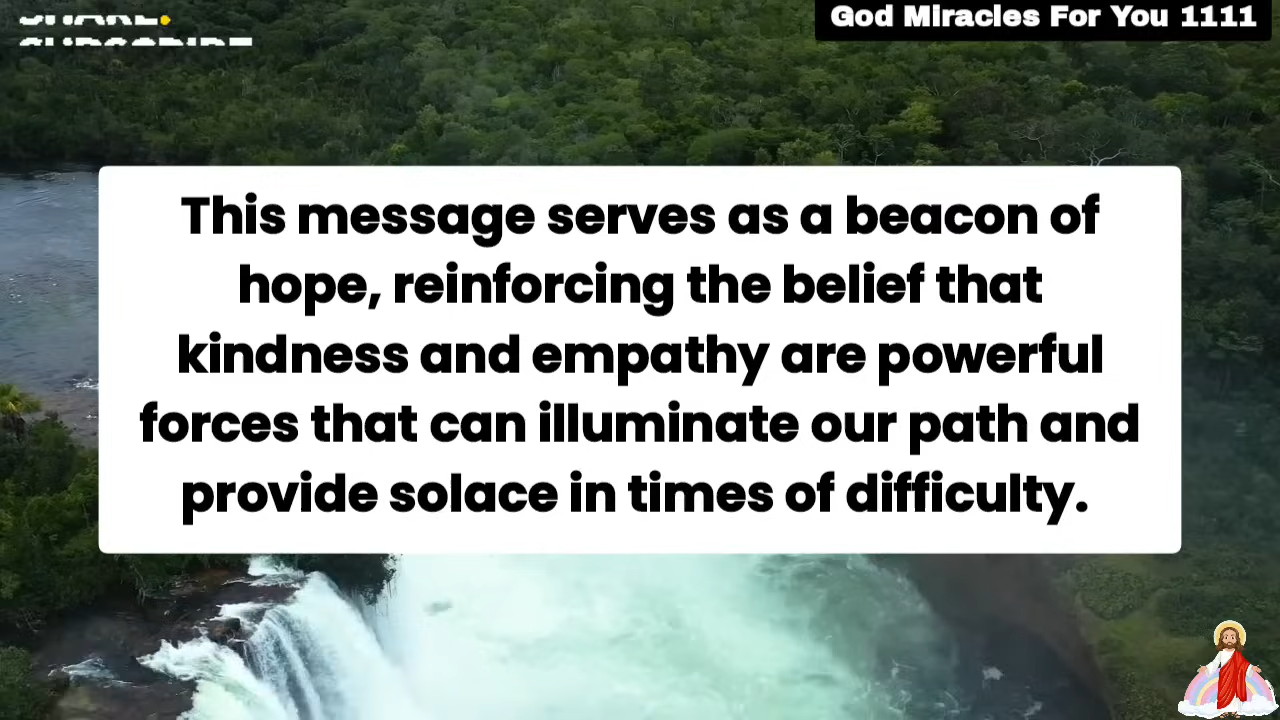 God Miracles For You 1111
This message serves as a beacon of
hope, reinforcing the belief that
kindness and empathy are powerful
forces that can illuminate our path and
provide solace in times of difficulty.